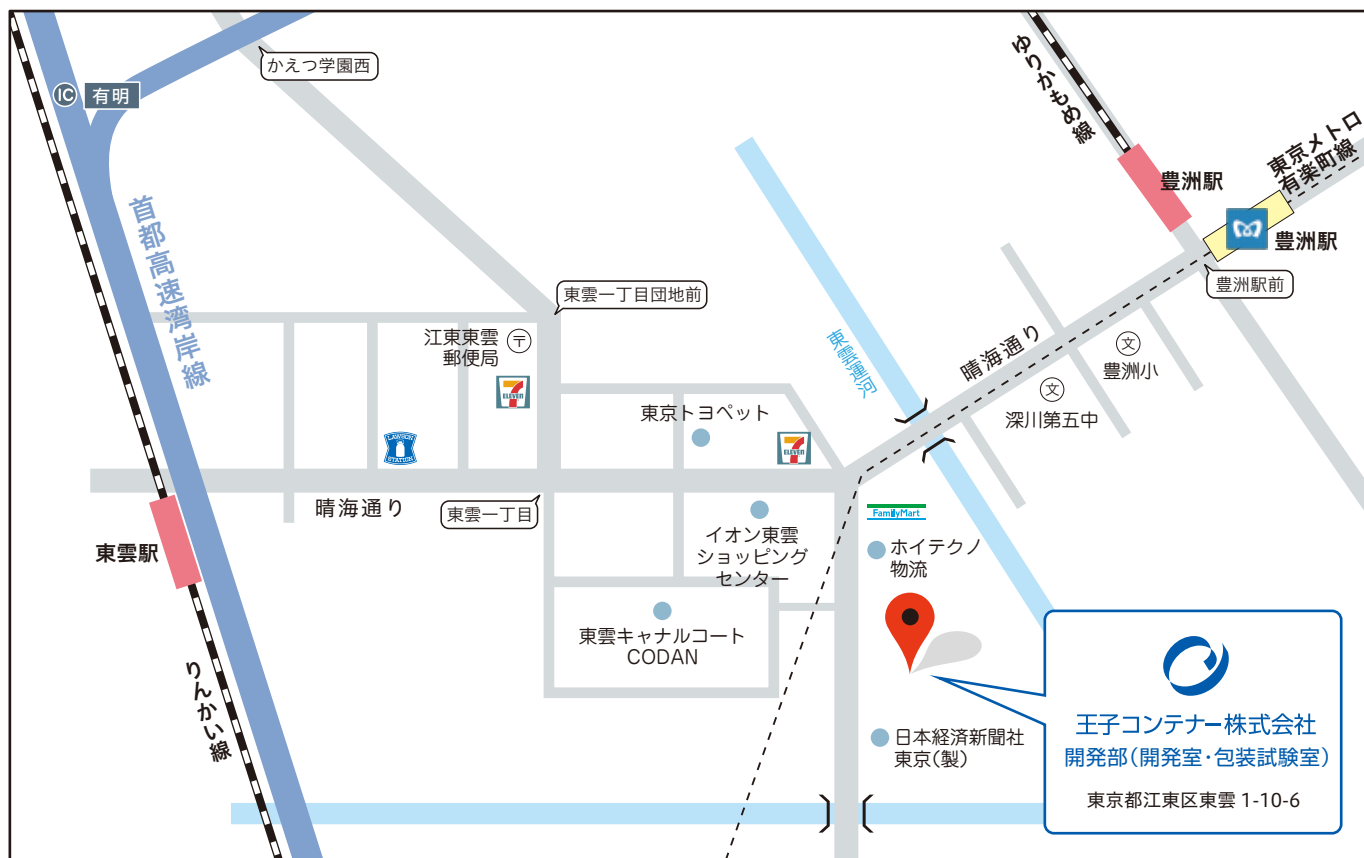 かえつ学園西
IC 有明
首都高速湾岸線
ゆりかもめ線
東京メトロ
有楽町線
豊洲駅
豊洲駅
豊洲駅前
東雲一丁目団地前
江東東雲
郵便局
〒
7
ELEVEN
東雲運河
晴海通り
文
豊洲小
文
深川第五中
東京トヨペット
7
ELEVEN
LAWSON
STATION
晴海通り
東雲一丁目
FamilyMart
イオン東雲
ショッピング
センター
ホイテクノ
物流
東雲駅
東雲キャナルコート
CODAN
りんかい線
日本経済新聞社
東京(製)
王子コンテナー株式会社
開発部(開発室・包装試験室)
東京都江東区東雲 1-10-6